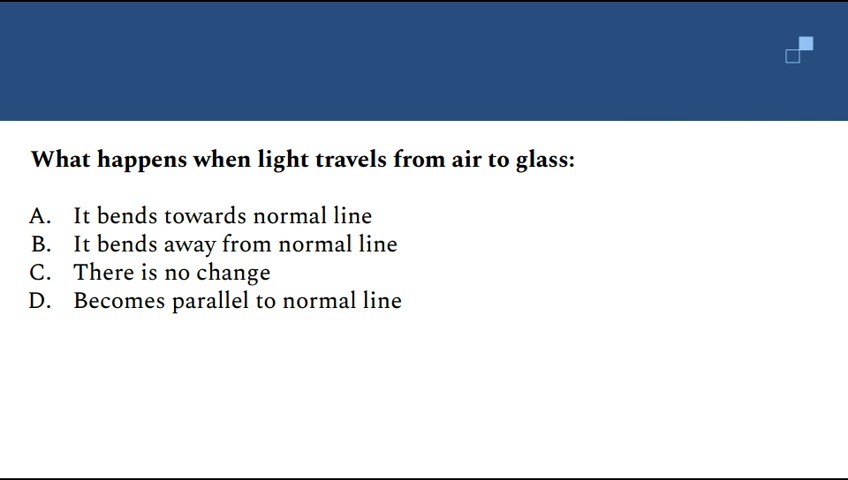 What happens when light travels from air to glass:
A. It bends towards normal line
B. It bends away from normal line
C. There is no change
D. Becomes parallel to normal line